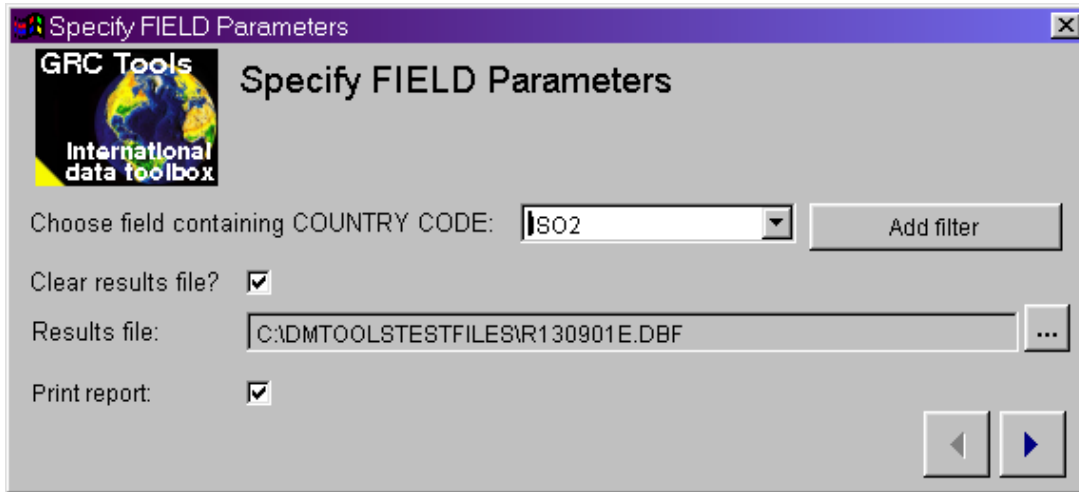 Specify FIELD Parameters
GRC Tools
International
data toolbox
Specify FIELD Parameters
Choose field containing COUNTRY CODE:
ISO2
Add filter
Clear results file?
Results file:
C:\DMTOOLSTESTFILES\R130901E.DBF
...
Print report: